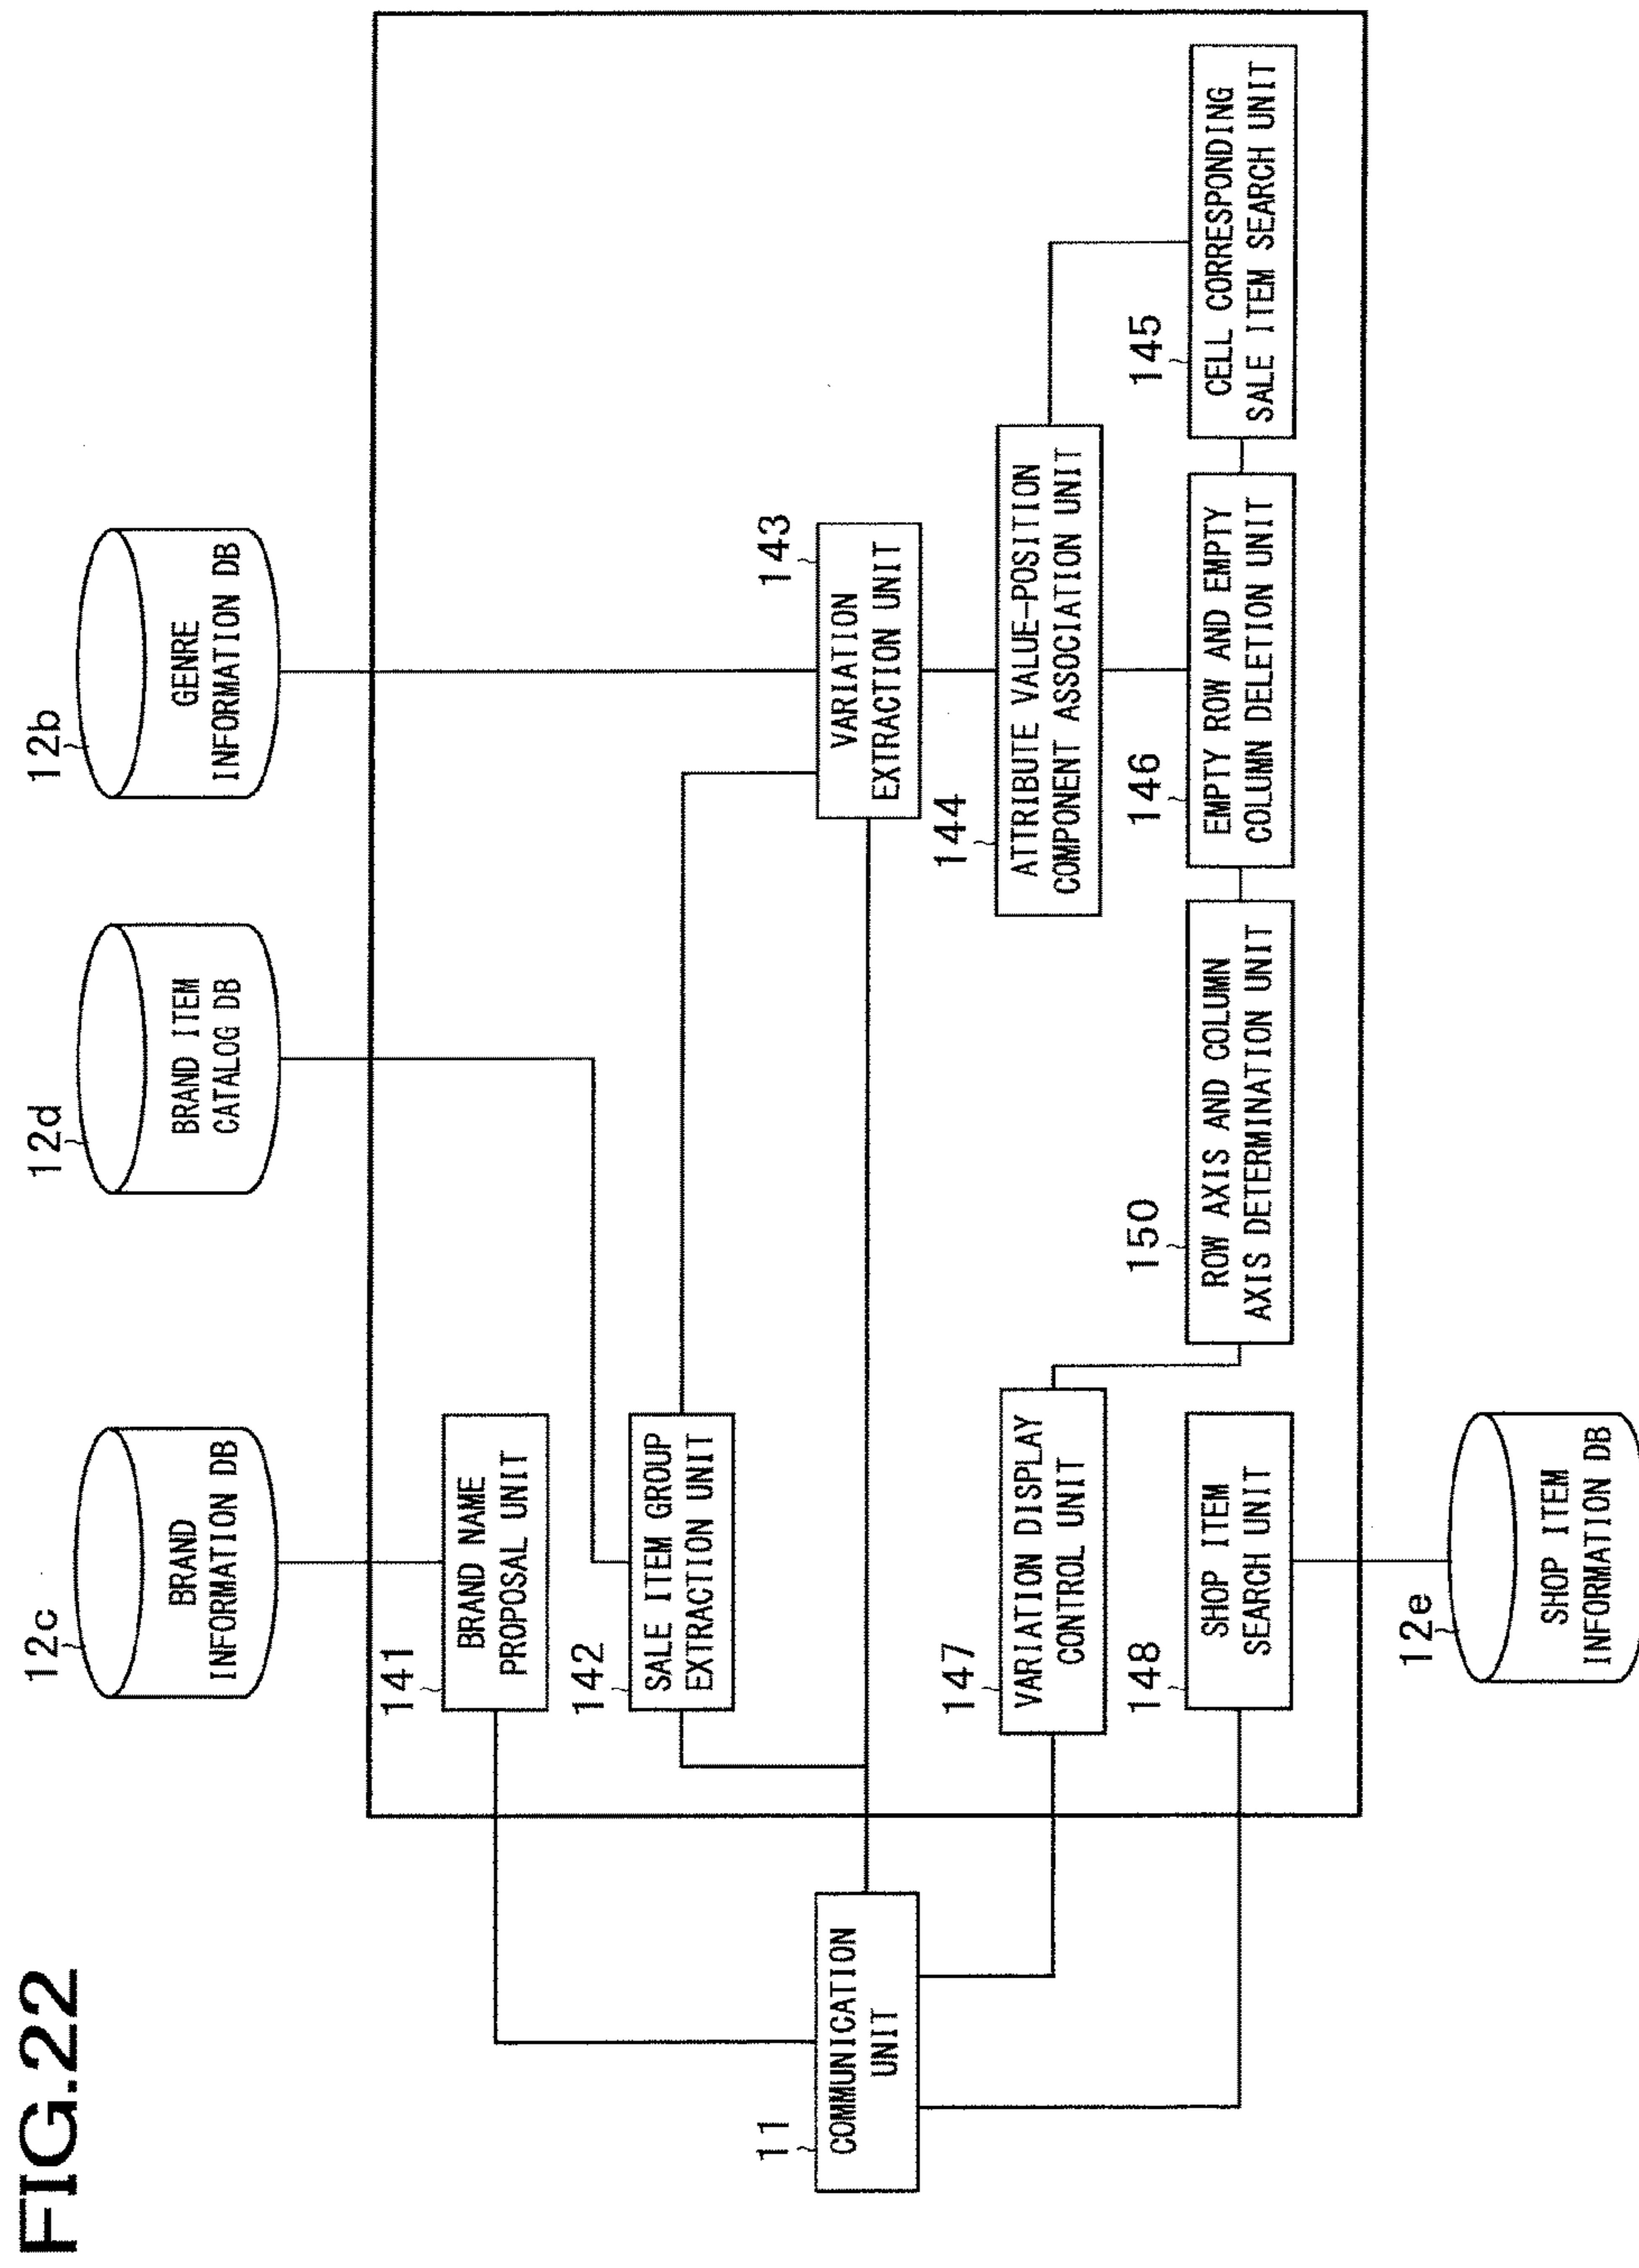 FIG.22
12c
BRAND
INFORMATION DB
12d
BRAND ITEM
CATALOG DB
12b
GENRE
INFORMATION DB
141
BRAND NAME
PROPOSAL UNIT
142
SALE ITEM GROUP
EXTRACTION UNIT
11
COMMUNICATION
UNIT
143
VARIATION
EXTRACTION UNIT
144
ATTRIBUTE VALUE-POSITION
COMPONENT ASSOCIATION UNIT
147
VARIATION DISPLAY
CONTROL UNIT
148
SHOP ITEM
SEARCH UNIT
150
ROW AXIS AND COLUMN
AXIS DETERMINATION UNIT
146
EMPTY ROW AND EMPTY
COLUMN DELETION UNIT
145
CELL CORRESPONDING
SALE ITEM SEARCH UNIT
12e
SHOP ITEM
INFORMATION DB